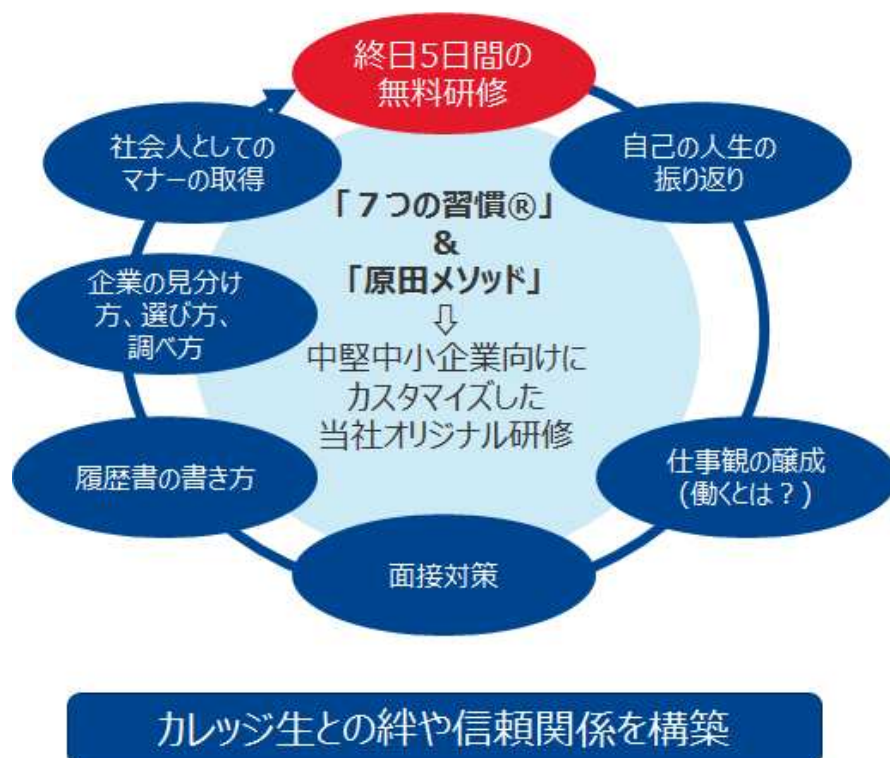 終日5日間の
無料研修
自己の人生の
振り返り
仕事観の醸成
(働くとは？)
面接対策
履歴書の書き方
企業の見分け
方、選び方、
調べ方
社会人としての
マナーの取得
「７つの習慣®」
&
「原田メソッド」
⇩
中堅中小企業向けに
カスタマイズした
当社オリジナル研修
カレッジ生との絆や信頼関係を構築